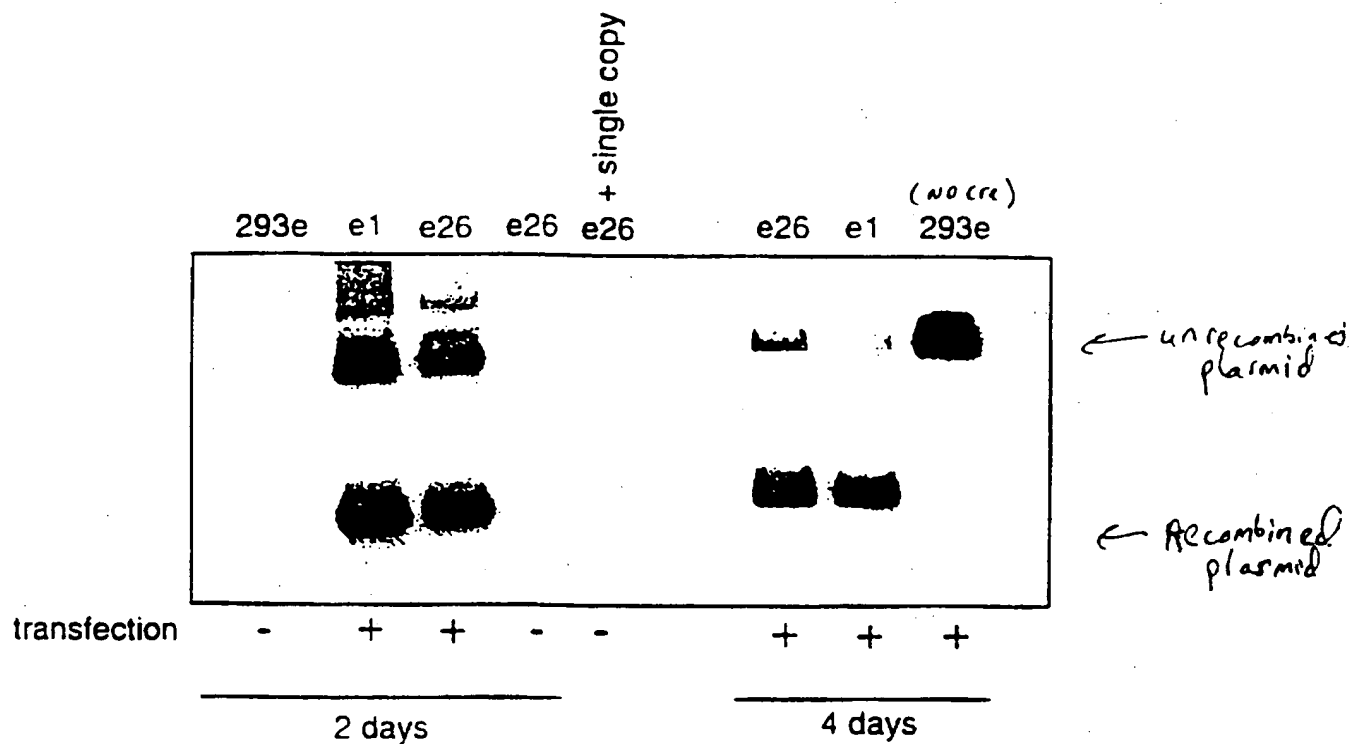 + single copy
(no cre)
293e e1 e26 e26 e26 e26 e1 293e
← unrecombined
plasmid
← Recombined
plasmid
transfection - + + - - + + +
2 days 4 days